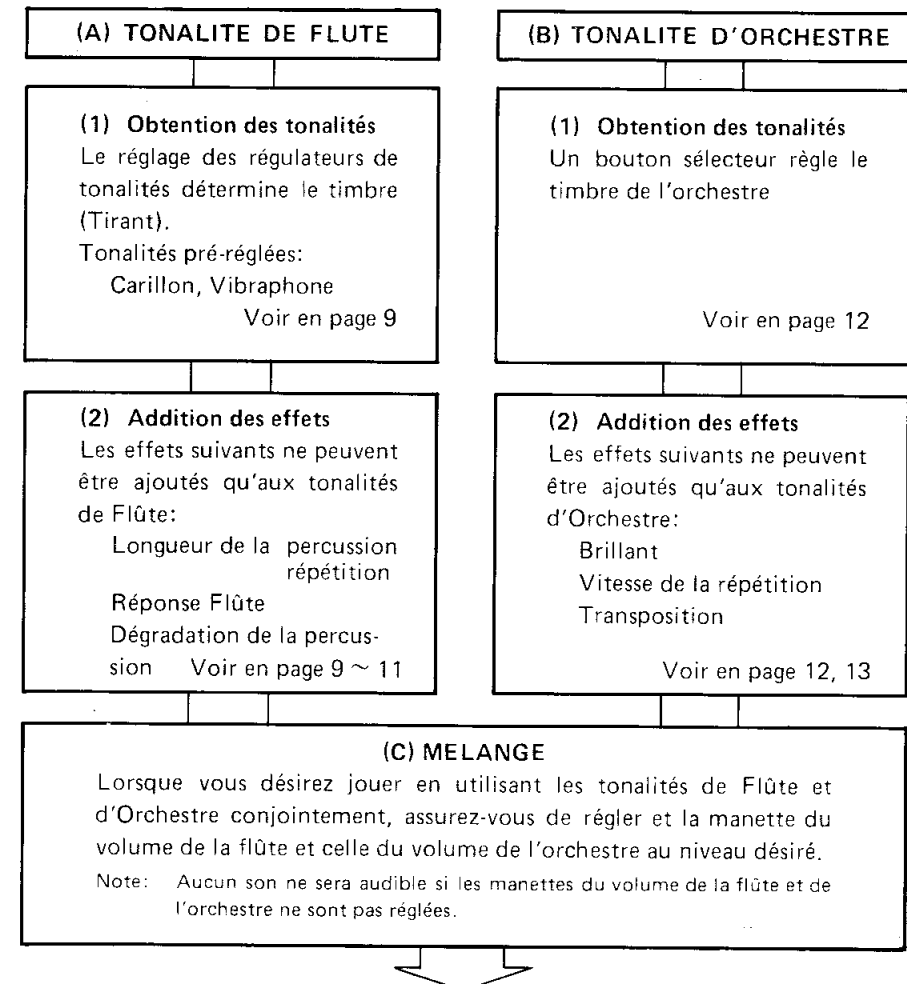 (A) TONALITE DE FLUTE
(1) Obtention des tonalités
Le réglage des régulateurs de
tonalités détermine le timbre
(Tirant).
Tonalités pré-réglées:
Carillon, Vibraphone
Voir en page 9
(2) Addition des effets
Les effets suivants ne peuvent
être ajoutés qu'aux tonalités
de Flûte:
Longueur de la percussion
répétition
Réponse Flûte
Dégradation de la percus-
sion Voir en page 9 ~ 11
(B) TONALITE D'ORCHESTRE
(1) Obtention des tonalités
Un bouton sélecteur règle le
timbre de l'orchestre
Voir en page 12
(2) Addition des effets
Les effets suivants ne peuvent
être ajoutés qu'aux tonalités
d'Orchestre:
Brillant
Vitesse de la répétition
Transposition
Voir en page 12, 13
(C) MELANGE
Lorsque vous désirez jouer en utilisant les tonalités de Flûte et
d'Orchestre conjointement, assurez-vous de régler et la manette du
volume de la flûte et celle du volume de l'orchestre au niveau désiré.
Note: Aucun son ne sera audible si les manettes du volume de la flûte et de
l'orchestre ne sont pas réglées.